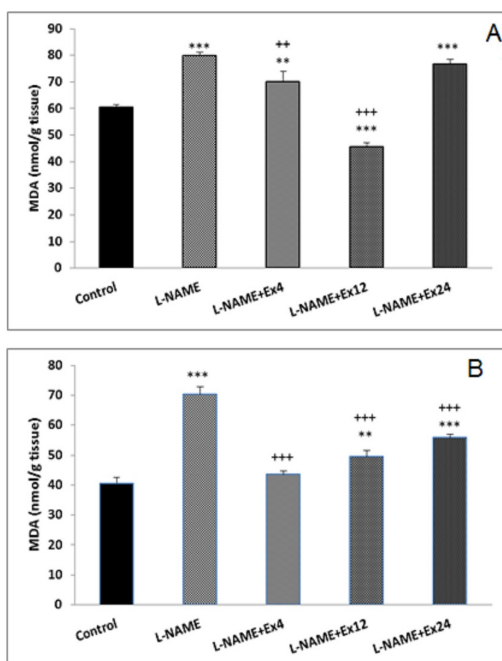 A
90
80
70
60
50
40
30
20
10
0
MDA (nmol/g tissue)
***
++
**
+++
***
***
Control
L-NAME
L-NAME+Ex4
L-NAME+Ex12
L-NAME+Ex24
B
80
70
60
50
40
30
20
10
0
MDA (nmol/g tissue)
***
+++
+++
**
+++
***
Control
L-NAME
L-NAME+Ex4
L-NAME+Ex12
L-NAME+Ex24